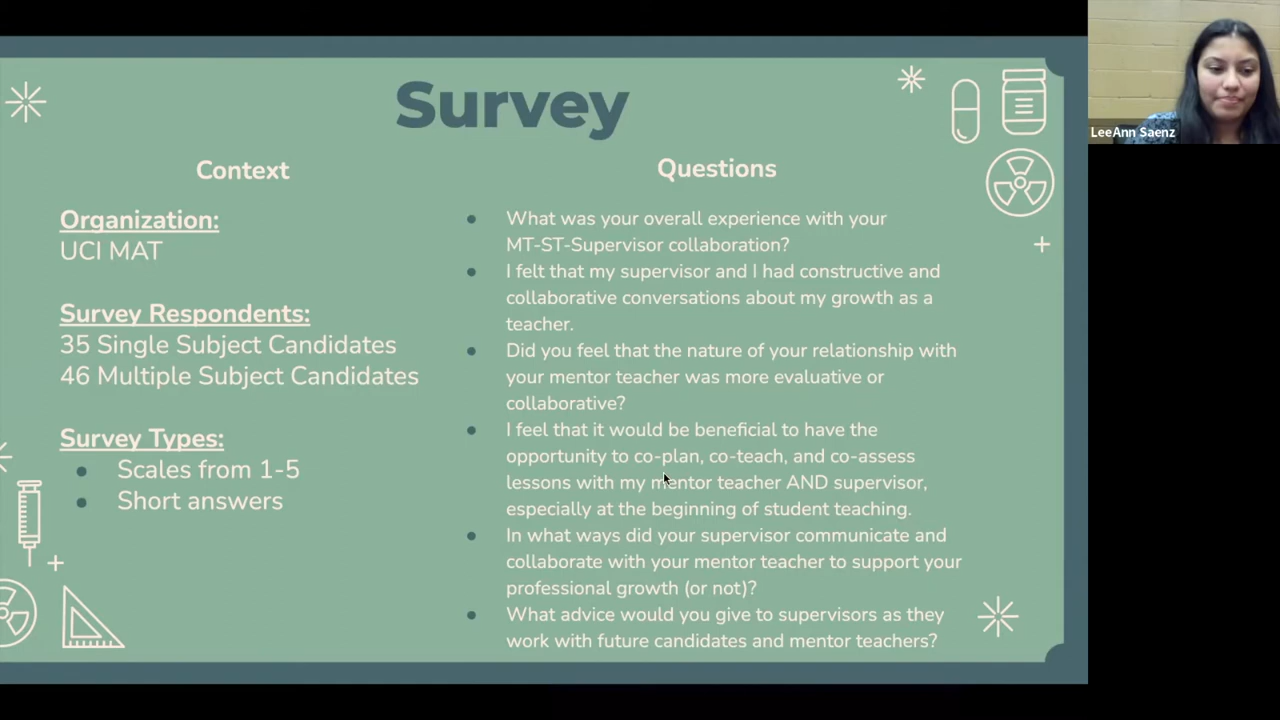 Survey
Context
Organization:
UCI MAT
Survey Respondents:
35 Single Subject Candidates
46 Multiple Subject Candidates
Survey Types:
● Scales from 1-5
● Short answers
Questions
● What was your overall experience with your
MT-ST-Supervisor collaboration?
● I felt that my supervisor and I had constructive and
collaborative conversations about my growth as a
teacher.
● Did you feel that the nature of your relationship with
your mentor teacher was more evaluative or
collaborative?
● I feel that it would be beneficial to have the
opportunity to co-plan, co-teach, and co-assess
lessons with my mentor teacher AND supervisor,
especially at the beginning of student teaching.
● In what ways did your supervisor communicate and
collaborate with your mentor teacher to support your
professional growth (or not)?
● What advice would you give to supervisors as they
work with future candidates and mentor teachers?
LeeAnn Saenz